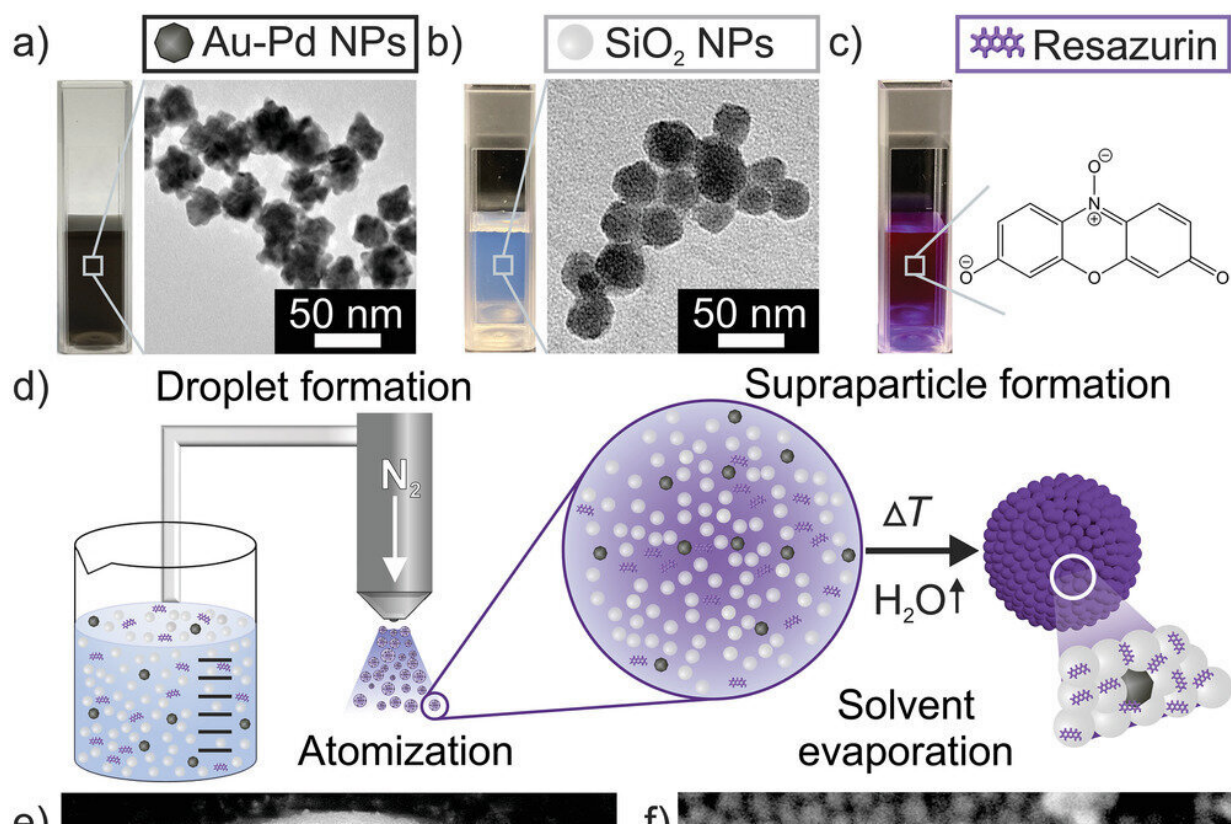 a)
Au-Pd NPs
b)
SiO₂ NPs
c)
Resazurin
50 nm
50 nm
O⊖
N
⊕
⊖
O
O
O
d)
Droplet formation
Supraparticle formation
N₂
ΔT
H₂O↑
Atomization
Solvent
evaporation
e)
f)